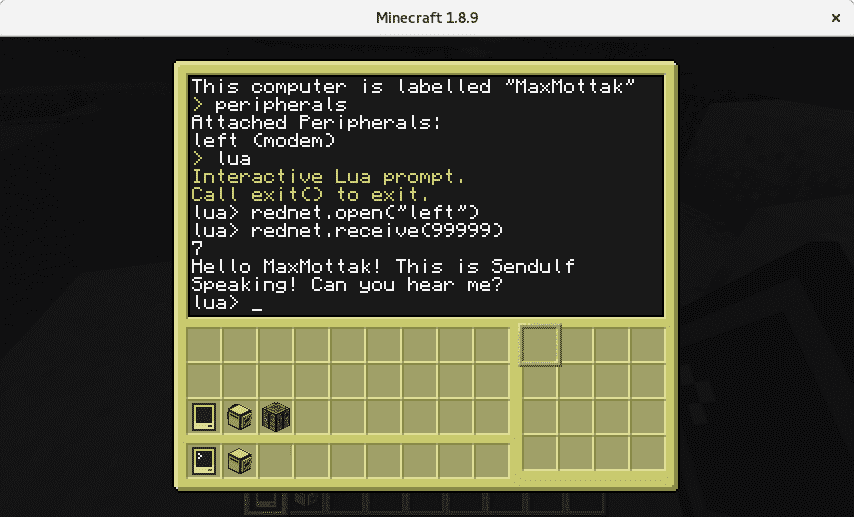 Minecraft 1.8.9
This computer is labelled "MaxMottak"
> peripherals
Attached Peripherals:
left (modem)
> lua
Interactive Lua prompt.
Call exit() to exit.
lua> rednet.open("left")
lua> rednet.receive(99999)
7
Hello MaxMottak! This is Sendulf
Speaking! Can you hear me?
lua> _